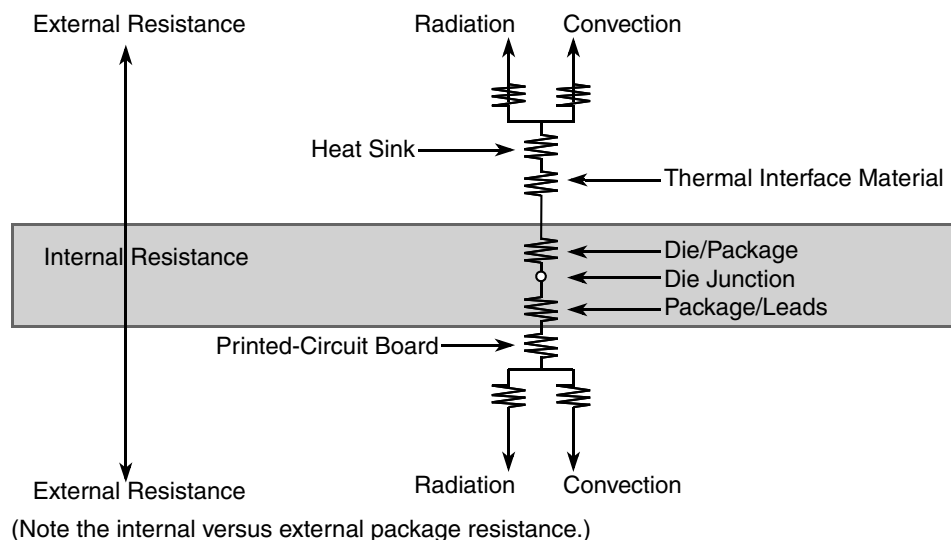 External Resistance
Radiation
Convection
Heat Sink
Thermal Interface Material
Internal Resistance
Die/Package
Die Junction
Package/Leads
Printed-Circuit Board
External Resistance
Radiation
Convection
(Note the internal versus external package resistance.)